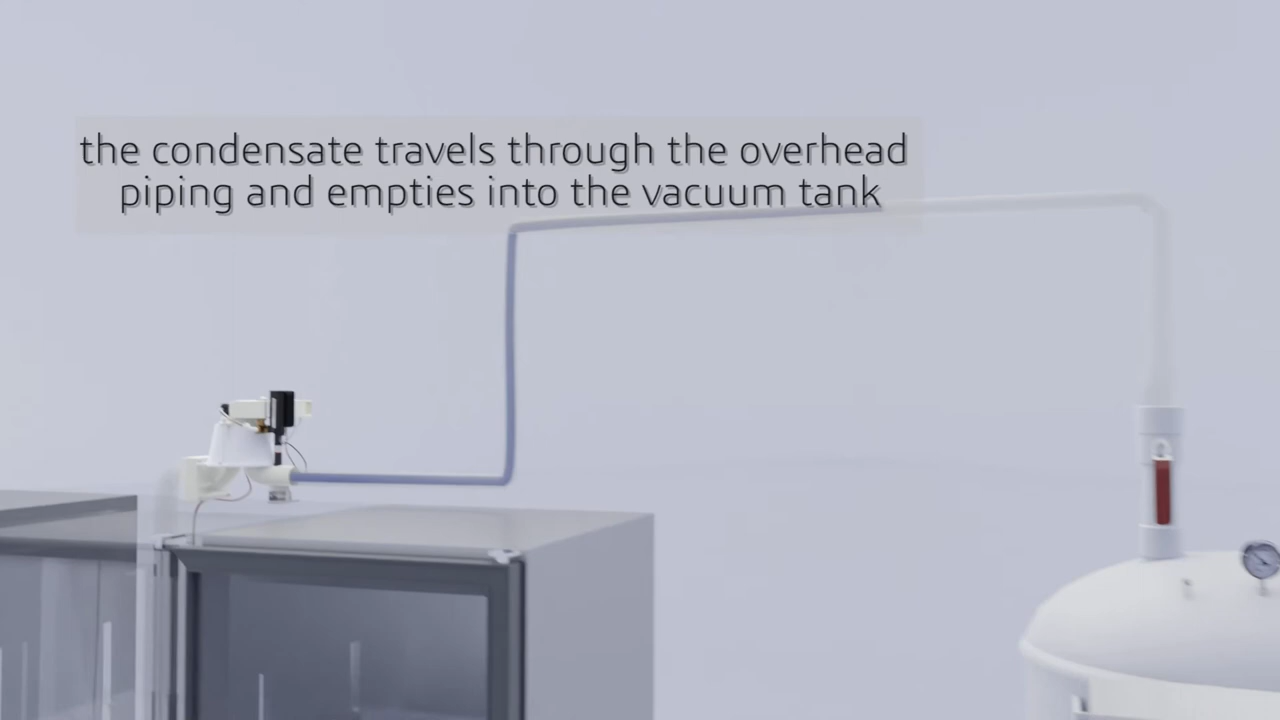 the condensate travels through the overhead
piping and empties into the vacuum tank